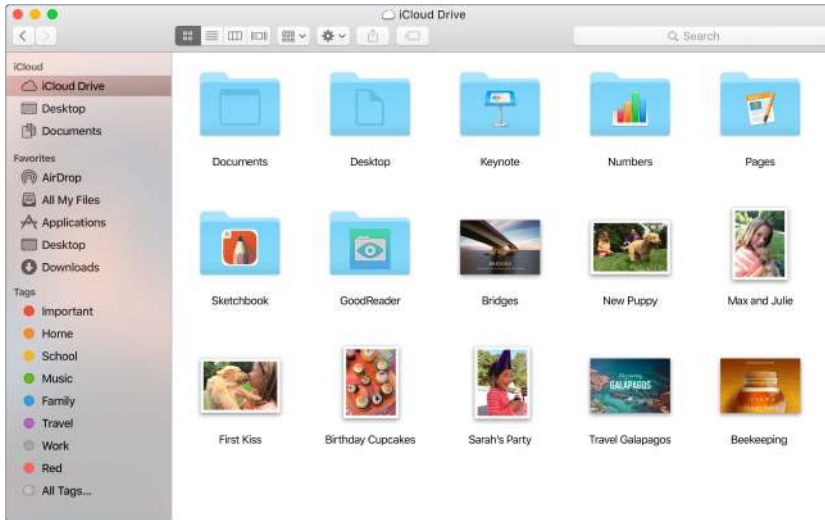 iCloud Drive
Search
iCloud
iCloud Drive
Desktop
Documents
Favorites
AirDrop
All My Files
Applications
Desktop
Downloads
Tags
Important
Home
School
Music
Family
Travel
Work
Red
All Tags...
Documents
Desktop
Keynote
Numbers
Pages
Sketchbook
GoodReader
BRIDGES
Bridges
New Puppy
Max and Julie
GALÁPAGOS
First Kiss
Birthday Cupcakes
Sarah's Party
Travel Galapagos
Beekeeping